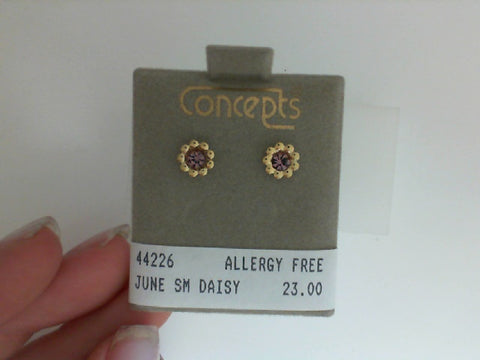 Concepts
44226 ALLERGY FREE
JUNE SM DAISY 23.00